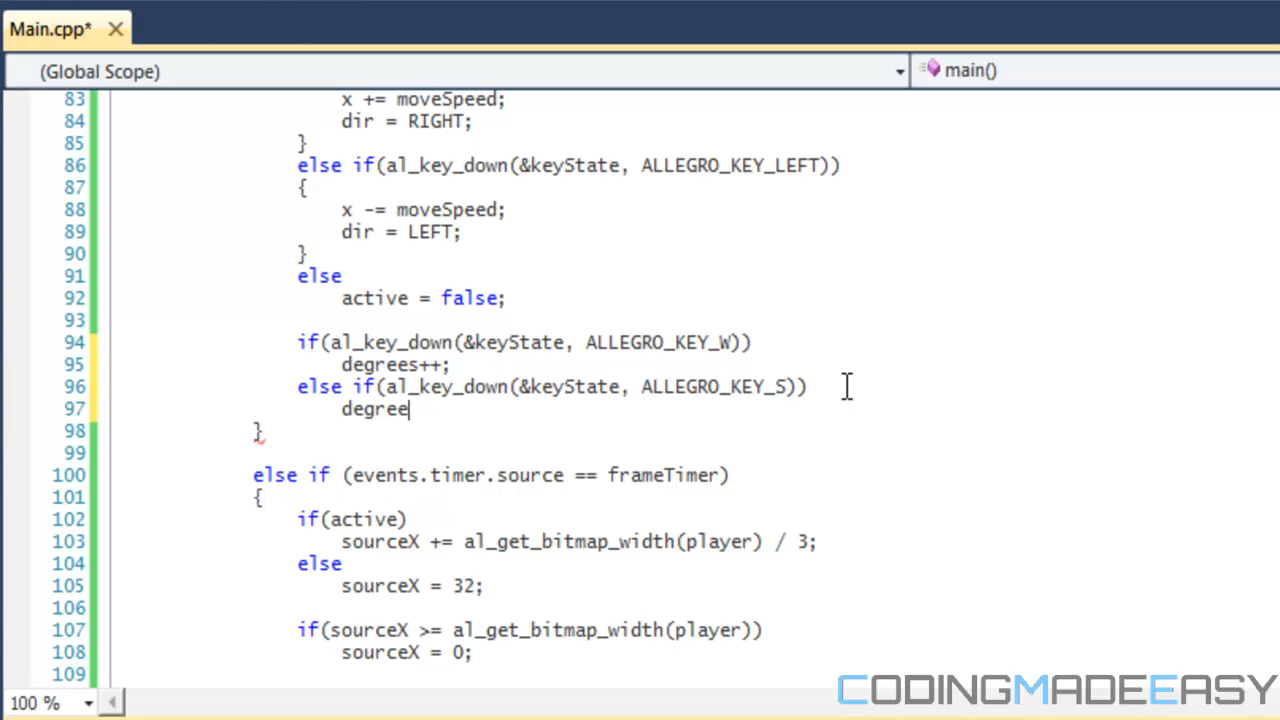 Main.cpp*
(Global Scope) main()
83 x += moveSpeed;
84 dir = RIGHT;
85 }
86 else if(al_key_down(&keyState, ALLEGRO_KEY_LEFT))
87 {
88 x -= moveSpeed;
89 dir = LEFT;
90 }
91 else
92 active = false;
93
94 if(al_key_down(&keyState, ALLEGRO_KEY_W))
95 degrees++;
96 else if(al_key_down(&keyState, ALLEGRO_KEY_S))
97 degree
98 }
99
100 else if (events.timer.source == frameTimer)
101 {
102 if(active)
103 sourceX += al_get_bitmap_width(player) / 3;
104 else
105 sourceX = 32;
106
107 if(sourceX >= al_get_bitmap_width(player))
108 sourceX = 0;
109
100 %
CODINGMADEEASY